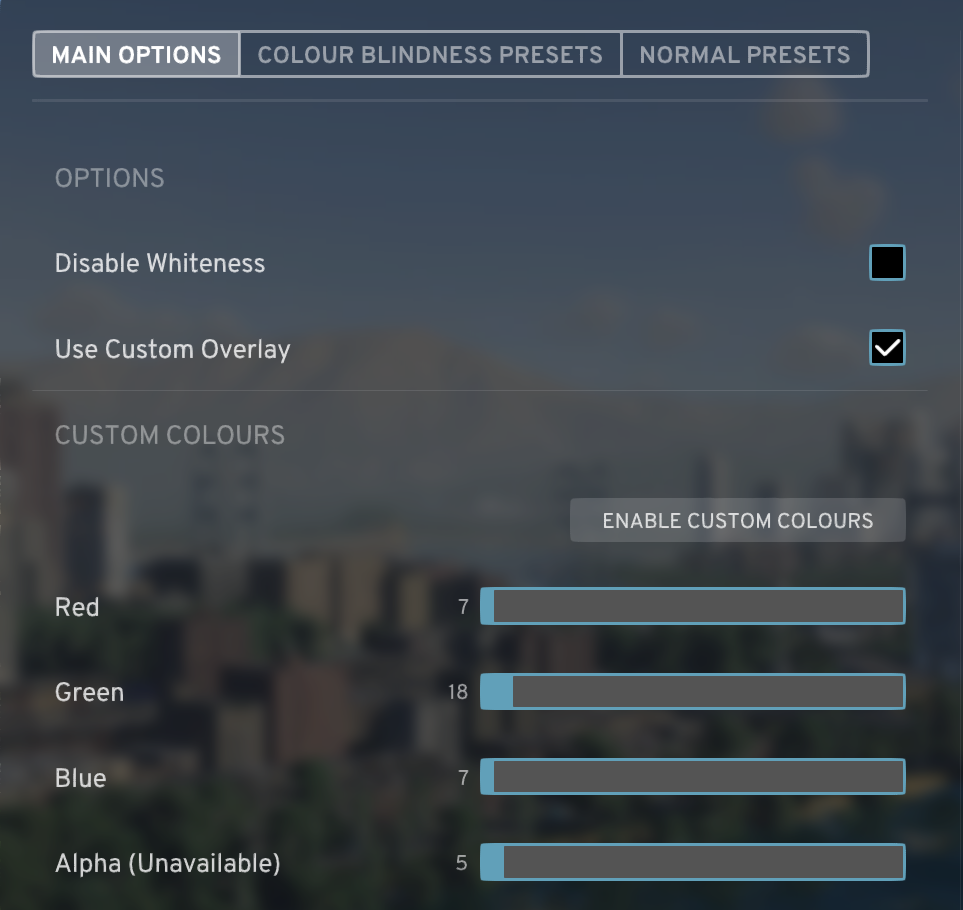 MAIN OPTIONS COLOUR BLINDNESS PRESETS NORMAL PRESETS
OPTIONS
Disable Whiteness
Use Custom Overlay
CUSTOM COLOURS
ENABLE CUSTOM COLOURS
Red 7
Green 18
Blue 7
Alpha (Unavailable) 5